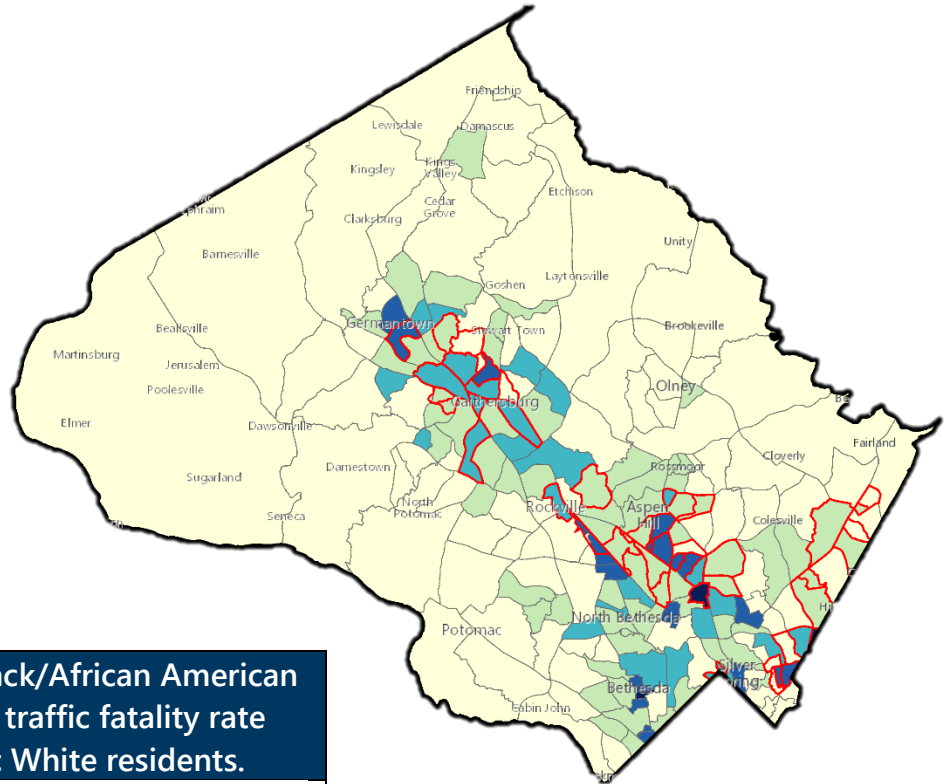 Friendship
Lewisdale
Damascus
Kings
Valley
Kingsley
Etchison
Cedar
Grove
Clarksburg
Unity
Barnesville
Laytonsville
Goshen
Germantown
Stewart Town
Brookeville
Beallsville
Martinsburg
Jerusalem
Olney
Poolesville
Gaithersburg
Elmer
Dawsonville
Fairland
Cloverly
Darnestown
Rossmoor
Sugarland
North
Potomac
Rockville
Aspen
Hill
Seneca
Colesville
North Bethesda
Potomac
Silver
Spring
Bethesda
Cabin John
ack/African American
traffic fatality rate
White residents.